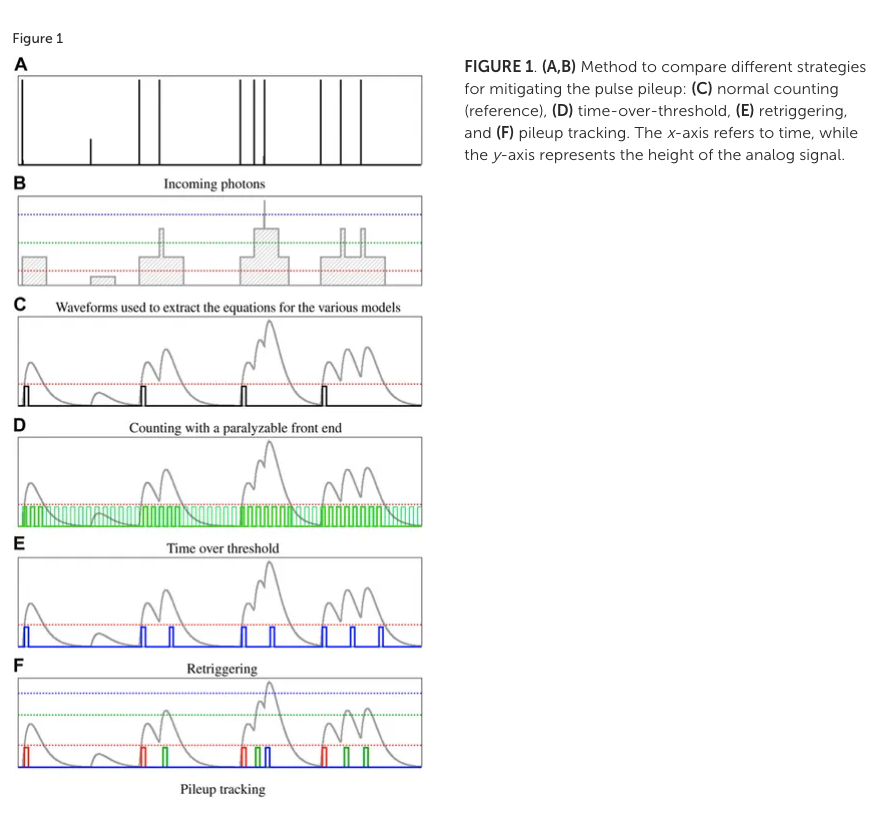 Figure 1
A
FIGURE 1. (A,B) Method to compare different strategies
for mitigating the pulse pileup: (C) normal counting
(reference), (D) time-over-threshold, (E) retriggering,
and (F) pileup tracking. The x-axis refers to time, while
the y-axis represents the height of the analog signal.
Incoming photons
B
Waveforms used to extract the equations for the various models
C
Counting with a paralyzable front end
D
Time over threshold
E
Retriggering
F
Pileup tracking